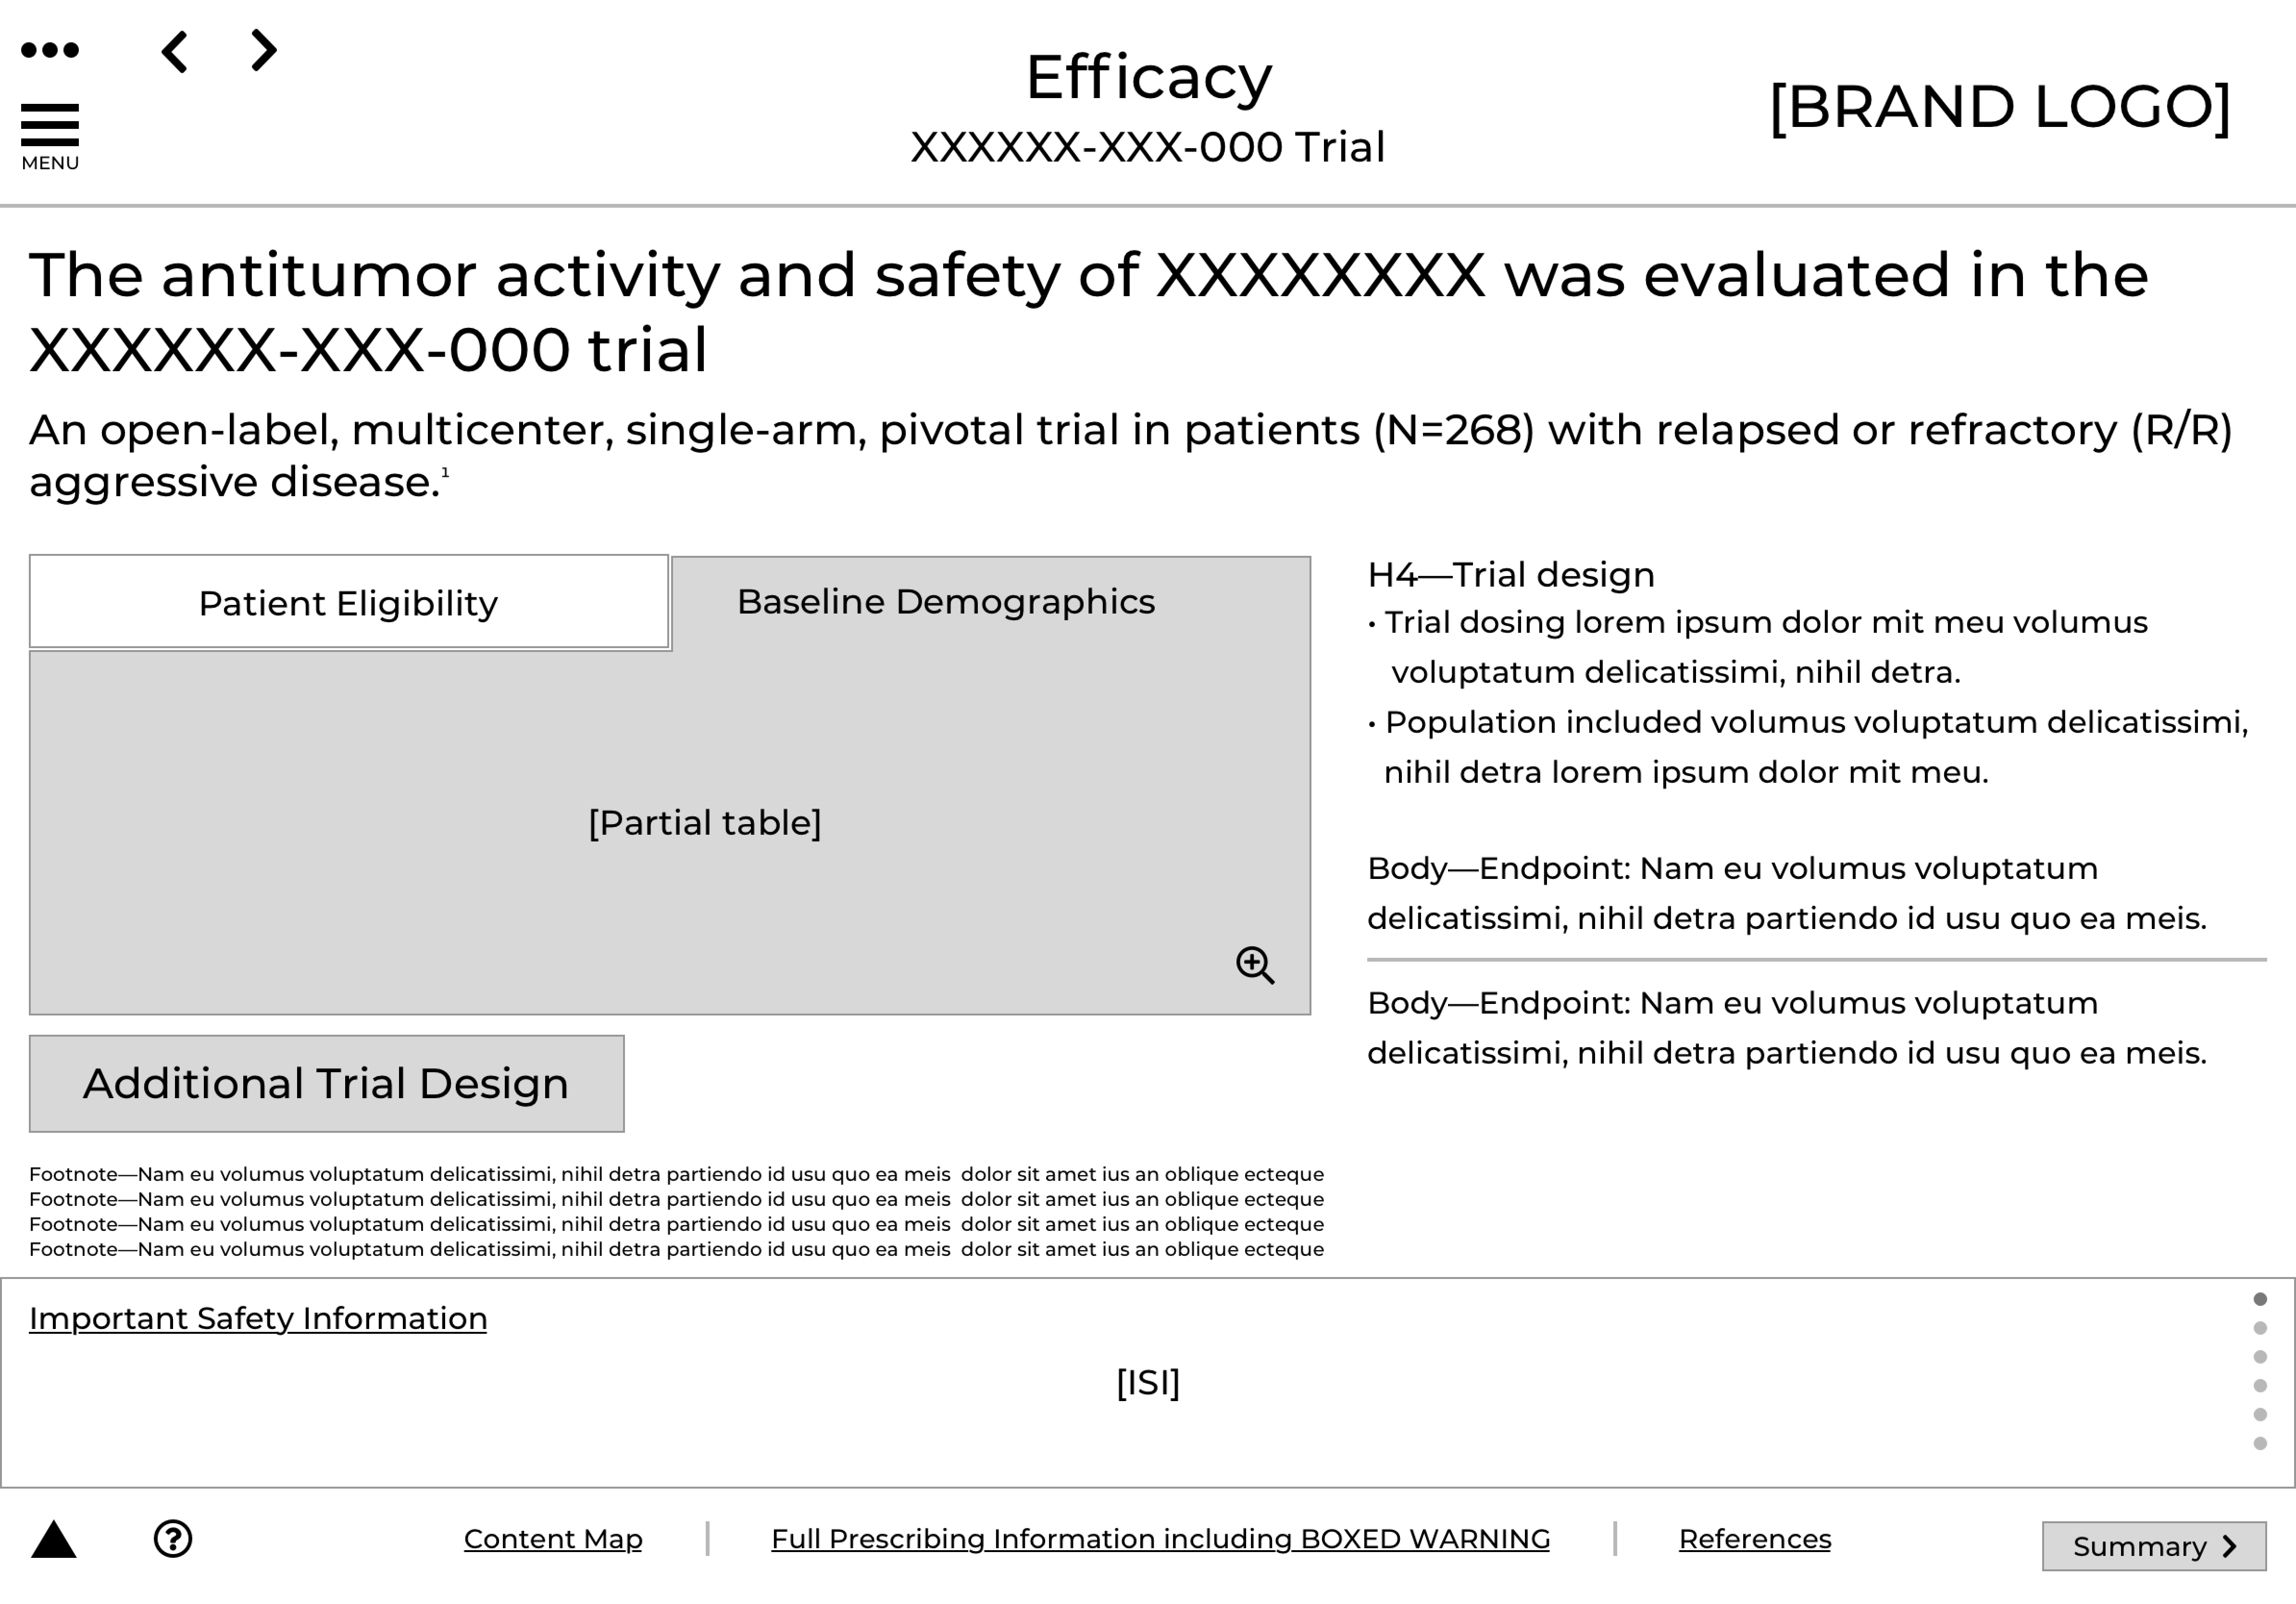 MENU
Efficacy
XXXXXX-XXX-000 Trial
[BRAND LOGO]
The antitumor activity and safety of XXXXXXXX was evaluated in the
XXXXXX-XXX-000 trial
An open-label, multicenter, single-arm, pivotal trial in patients (N=268) with relapsed or refractory (R/R)
aggressive disease.¹
Patient Eligibility
Baseline Demographics
[Partial table]
Additional Trial Design
H4—Trial design
• Trial dosing lorem ipsum dolor mit meu volumus
voluptatum delicatissimi, nihil detra.
• Population included volumus voluptatum delicatissimi,
nihil detra lorem ipsum dolor mit meu.
Body—Endpoint: Nam eu volumus voluptatum
delicatissimi, nihil detra partiendo id usu quo ea meis.
Body—Endpoint: Nam eu volumus voluptatum
delicatissimi, nihil detra partiendo id usu quo ea meis.
Footnote—Nam eu volumus voluptatum delicatissimi, nihil detra partiendo id usu quo ea meis  dolor sit amet ius an oblique ecteque
Footnote—Nam eu volumus voluptatum delicatissimi, nihil detra partiendo id usu quo ea meis  dolor sit amet ius an oblique ecteque
Footnote—Nam eu volumus voluptatum delicatissimi, nihil detra partiendo id usu quo ea meis  dolor sit amet ius an oblique ecteque
Footnote—Nam eu volumus voluptatum delicatissimi, nihil detra partiendo id usu quo ea meis  dolor sit amet ius an oblique ecteque
Important Safety Information
[ISI]
Content Map
Full Prescribing Information including BOXED WARNING
References
Summary